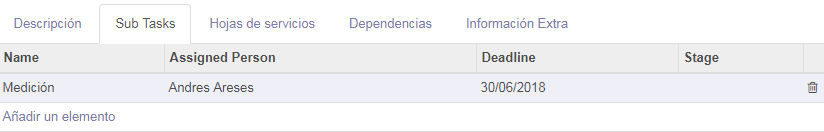 Descripción Sub Tasks Hojas de servicios Dependencias Información Extra
Name Assigned Person Deadline Stage
Medición Andres Areses 30/06/2018
Añadir un elemento